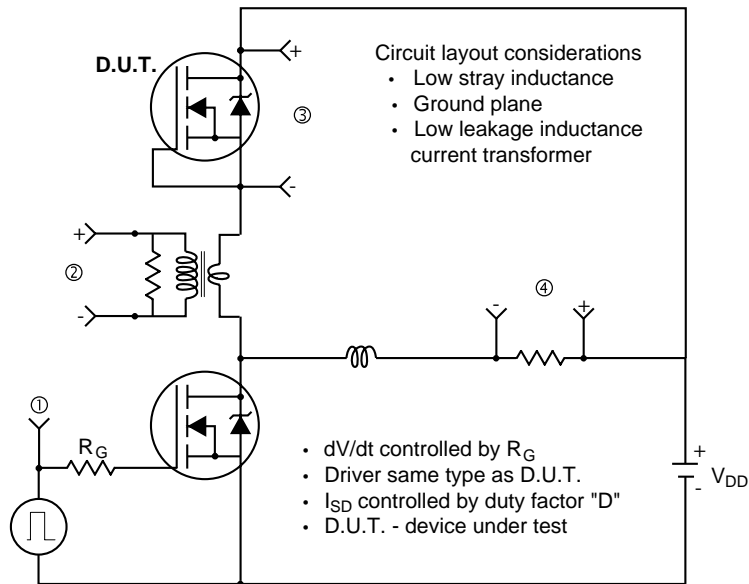 D.U.T.
+
③
-
Circuit layout considerations
• Low stray inductance
• Ground plane
• Low leakage inductance
current transformer
+
②
-
- ④ +
①
R_G
• dV/dt controlled by R_G
• Driver same type as D.U.T.
• I_SD controlled by duty factor "D"
• D.U.T. - device under test
+
V_DD
-